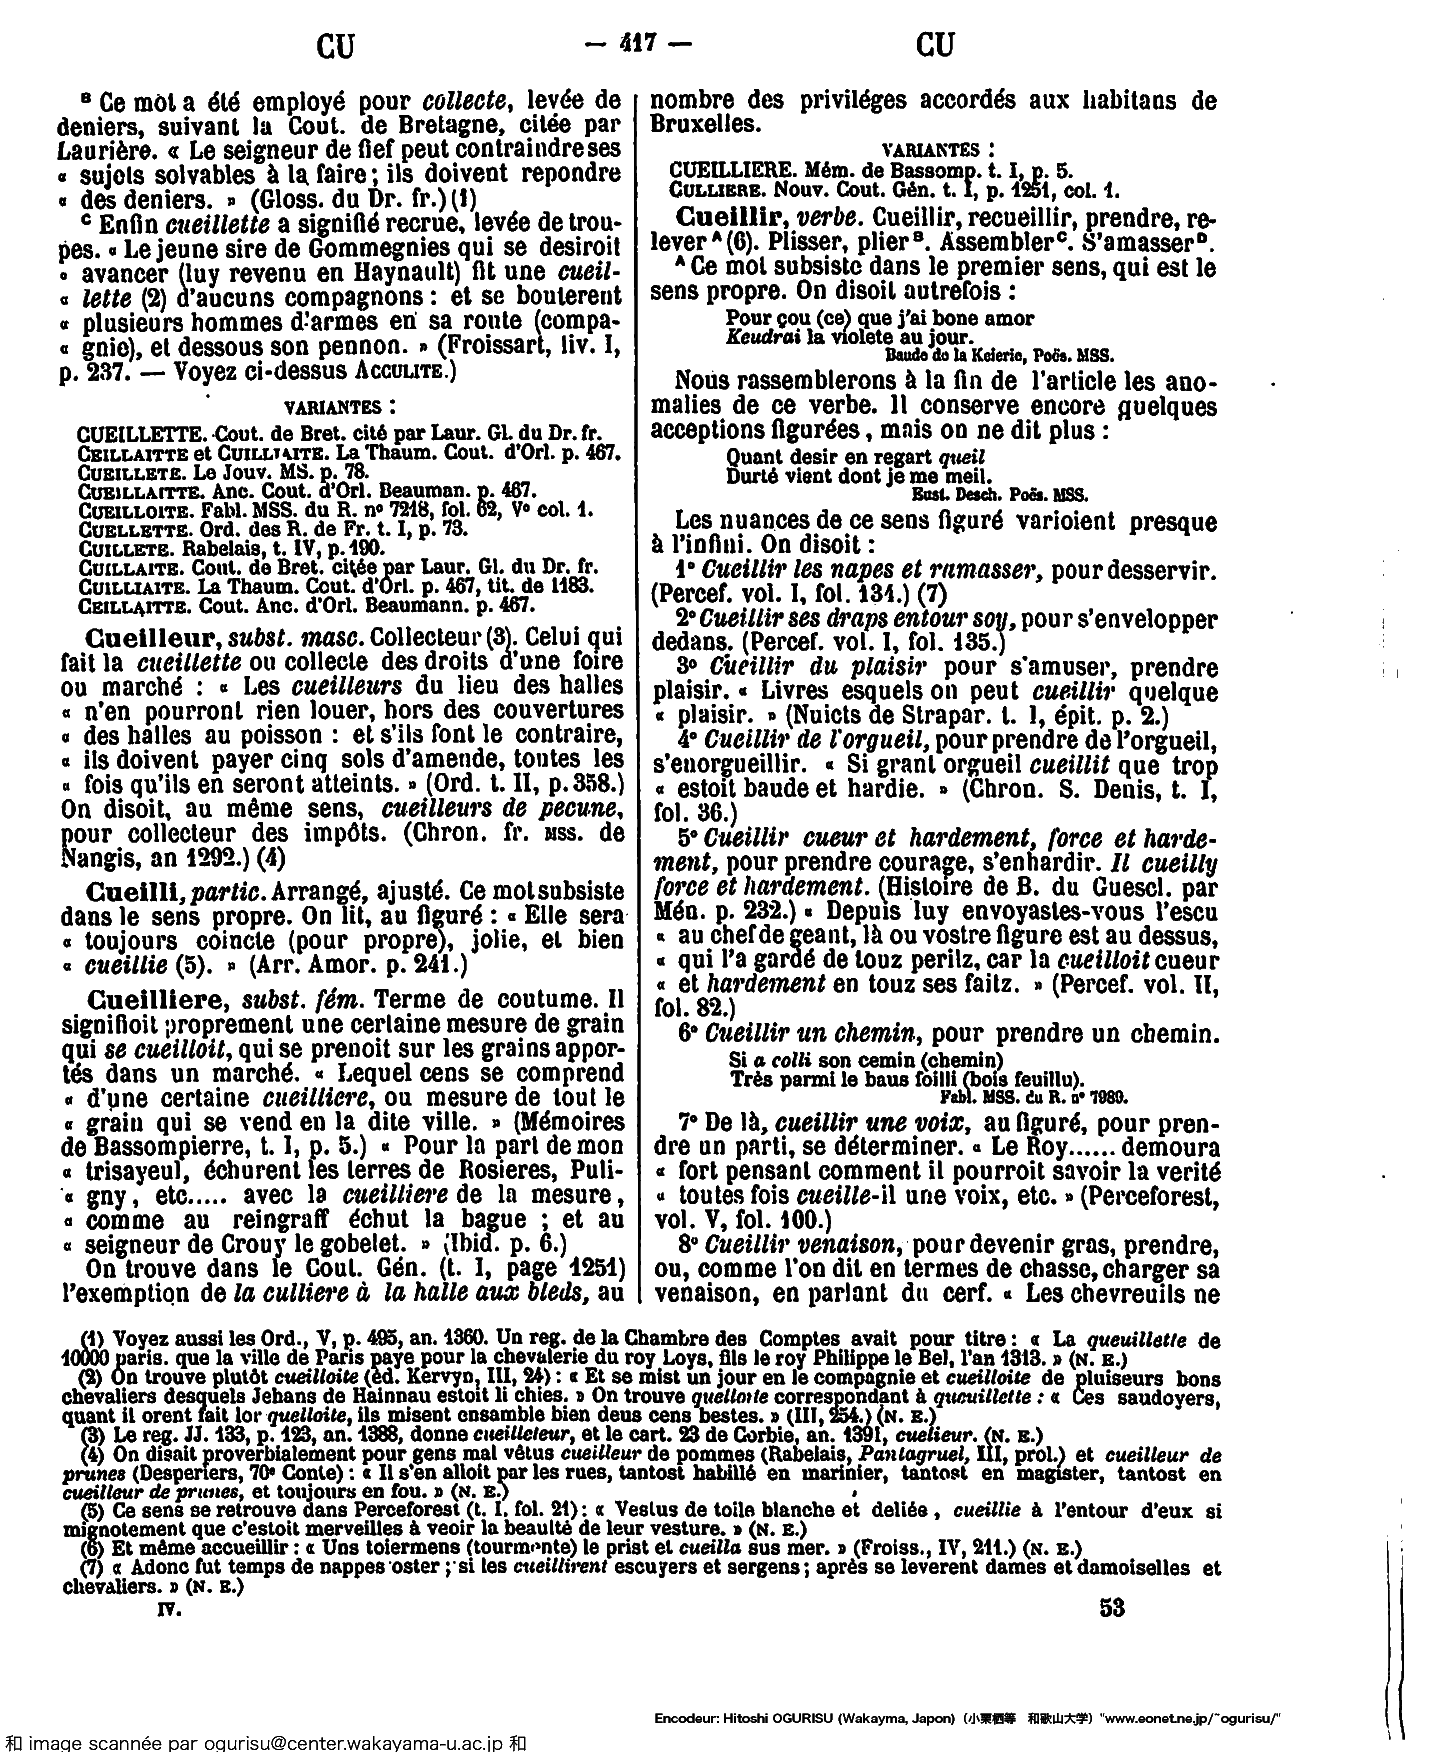 CU — 417 — CU
ᴮ Ce mot a été employé pour collecte, levée de
deniers, suivant la Cout. de Bretagne, citée par
Laurière. « Le seigneur de fief peut contraindre ses
« sujets solvables à la faire ; ils doivent repondre
« des deniers. » (Gloss. du Dr. fr.) (1)
ᶜ Enfin cueillette a signifié recrue, levée de trou-
pes. « Le jeune sire de Gommegnies qui se desiroit
« avancer (luy revenu en Haynault) fit une cueil-
« lette (2) d'aucuns compagnons : et se bouterent
« plusieurs hommes d'armes en sa route (compa-
« gnie), et dessous son pennon. » (Froissart, liv. I,
p. 237. — Voyez ci-dessus ACCULITE.)
VARIANTES :
CUEILLETTE. Cout. de Bret. cité par Laur. Gl. du Dr. fr.
CEILLAITTE et CUILLIAITE. La Thaum. Cout. d'Orl. p. 467.
CUEILLETE. Le Jouv. MS. p. 78.
CUEILLAITTE. Anc. Cout. d'Orl. Beauman. p. 467.
CUEILLOITE. Fabl. MSS. du R. nº 7218, fol. 62, Vº col. 1.
CUELLETTE. Ord. des R. de Fr. t. I, p. 73.
CUILLETE. Rabelais, t. IV, p. 190.
CUILLAITE. Cout. de Bret. citée par Laur. Gl. du Dr. fr.
CUILLIAITE. La Thaum. Cout. d'Orl. p. 467, tit. de 1183.
CEILLAITTE. Cout. Anc. d'Orl. Beaumann. p. 467.
Cueilleur, subst. masc. Collecteur (3). Celui qui
fait la cueillette ou collecte des droits d'une foire
ou marché : « Les cueilleurs du lieu des halles
« n'en pourront rien louer, hors des couvertures
« des halles au poisson : et s'ils font le contraire,
« ils doivent payer cinq sols d'amende, toutes les
« fois qu'ils en seront atteints. » (Ord. t. II, p. 358.)
On disoit, au même sens, cueilleurs de pecune,
pour collecteur des impôts. (Chron. fr. MSS. de
Nangis, an 1292.) (4)
Cueilli, partic. Arrangé, ajusté. Ce mot subsiste
dans le sens propre. On lit, au figuré : « Elle sera
« toujours coincte (pour propre), jolie, et bien
« cueillie (5). » (Arr. Amor. p. 241.)
Cueilliere, subst. fém. Terme de coutume. Il
signifioit proprement une certaine mesure de grain
qui se cueilloit, qui se prenoit sur les grains appor-
tés dans un marché. « Lequel cens se comprend
« d'une certaine cueilliere, ou mesure de tout le
« grain qui se vend en la dite ville. » (Mémoires
de Bassompierre, t. I, p. 5.) « Pour la part de mon
« trisayeul, échurent les terres de Rosieres, Puli-
« gny, etc..... avec la cueilliere de la mesure,
« comme au reingraff échut la bague ; et au
« seigneur de Crouy le gobelet. » (Ibid. p. 6.)
On trouve dans le Cout. Gén. (t. I, page 1251)
l'exemption de la culliere à la halle aux bleds, au
nombre des priviléges accordés aux habitans de
Bruxelles.
VARIANTES :
CUEILLIERE. Mém. de Bassomp. t. I, p. 5.
CULLIERE. Nouv. Cout. Gén. t. I, p. 1251, col. 1.
Cueillir, verbe. Cueillir, recueillir, prendre, re-
lever ᴬ (6). Plisser, plier ᴮ. Assembler ᶜ. S'amasser ᴰ.
ᴬ Ce mot subsiste dans le premier sens, qui est le
sens propre. On disoit autrefois :
Pour çou (ce) que j'ai bone amor
Keudrai la violete au jour.
Baude de la Keierie, Poës. MSS.
Nous rassemblerons à la fin de l'article les ano-
malies de ce verbe. Il conserve encore quelques
acceptions figurées, mais on ne dit plus :
Quant desir en regart queil
Durté vient dont je me meil.
Eust. Desch. Poës. MSS.
Les nuances de ce sens figuré varioient presque
à l'infini. On disoit :
1º Cueillir les napes et ramasser, pour desservir.
(Percef. vol. I, fol. 134.) (7)
2º Cueillir ses draps entour soy, pour s'envelopper
dedans. (Percef. vol. I, fol. 135.)
3º Cueillir du plaisir pour s'amuser, prendre
plaisir. « Livres esquels on peut cueillir quelque
« plaisir. » (Nuicts de Strapar. t. I, épit. p. 2.)
4º Cueillir de l'orgueil, pour prendre de l'orgueil,
s'enorgueillir. « Si grant orgueil cueillit que trop
« estoit baude et hardie. » (Chron. S. Denis, t. I,
fol. 36.)
5º Cueillir cueur et hardement, force et harde-
ment, pour prendre courage, s'enhardir. Il cueilly
force et hardement. (Histoire de B. du Guescl. par
Mén. p. 232.) « Depuis luy envoyastes-vous l'escu
« au chef de geant, là ou vostre figure est au dessus,
« qui l'a gardé de touz perilz, car la cueilloit cueur
« et hardement en touz ses faitz. » (Percef. vol. II,
fol. 82.)
6º Cueillir un chemin, pour prendre un chemin.
Si a colli son cemin (chemin)
Très parmi le baus foilli (bois feuillu).
Fabl. MSS. du R. nº 7989.
7º De là, cueillir une voix, au figuré, pour pren-
dre un parti, se déterminer. « Le Roy...... demoura
« fort pensant comment il pourroit savoir la verité
« toutes fois cueille-il une voix, etc. » (Perceforest,
vol. V, fol. 100.)
8º Cueillir venaison, pour devenir gras, prendre,
ou, comme l'on dit en termes de chasse, charger sa
venaison, en parlant du cerf. « Les chevreuils ne
(1) Voyez aussi les Ord., V, p. 495, an. 1360. Un reg. de la Chambre des Comptes avait pour titre : « La queuillette de
10000 paris. que la ville de Paris paye pour la chevalerie du roy Loys, fils le roy Philippe le Bel, l'an 1313. » (N. E.)
(2) On trouve plutôt cueilloite (éd. Kervyn, III, 24) : « Et se mist un jour en le compagnie et cueilloite de pluiseurs bons
chevaliers desquels Jehans de Hainnau estoit li chies. » On trouve quelloite correspondant à queuillette : « Ces saudoyers,
quant il orent fait lor quelloite, ils misent ensamble bien deus cens bestes. » (III, 254.) (N. E.)
(3) Le reg. JJ. 133, p. 123, an. 1388, donne cueilleteur, et le cart. 23 de Corbie, an. 1391, cuelieur. (N. E.)
(4) On disait proverbialement pour gens mal vêtus cueilleur de pommes (Rabelais, Pantagruel, III, prol.) et cueilleur de
prunes (Desperiers, 70ᵉ Conte) : « Il s'en alloit par les rues, tantost habillé en marinier, tantost en magister, tantost en
cueilleur de prunes, et toujours en fou. » (N. E.)
(5) Ce sens se retrouve dans Perceforest (t. I, fol. 21) : « Vestus de toile blanche et deliée, cueillie à l'entour d'eux si
mignotement que c'estoit merveilles à veoir la beaulté de leur vesture. » (N. E.)
(6) Et même accueillir : « Uns toiermens (tourmente) le prist et cueilla sus mer. » (Froiss., IV, 211.) (N. E.)
(7) « Adonc fut temps de nappes oster ; si les cueillirent escuyers et sergens ; après se leverent dames et damoiselles et
chevaliers. » (N. E.)
IV. 53
Encodeur: Hitoshi OGURISU (Wakayma, Japon) (小栗栖等 和歌山大学) "www.eonet.ne.jp/~ogurisu/"
和 image scannée par ogurisu@center.wakayama-u.ac.jp 和